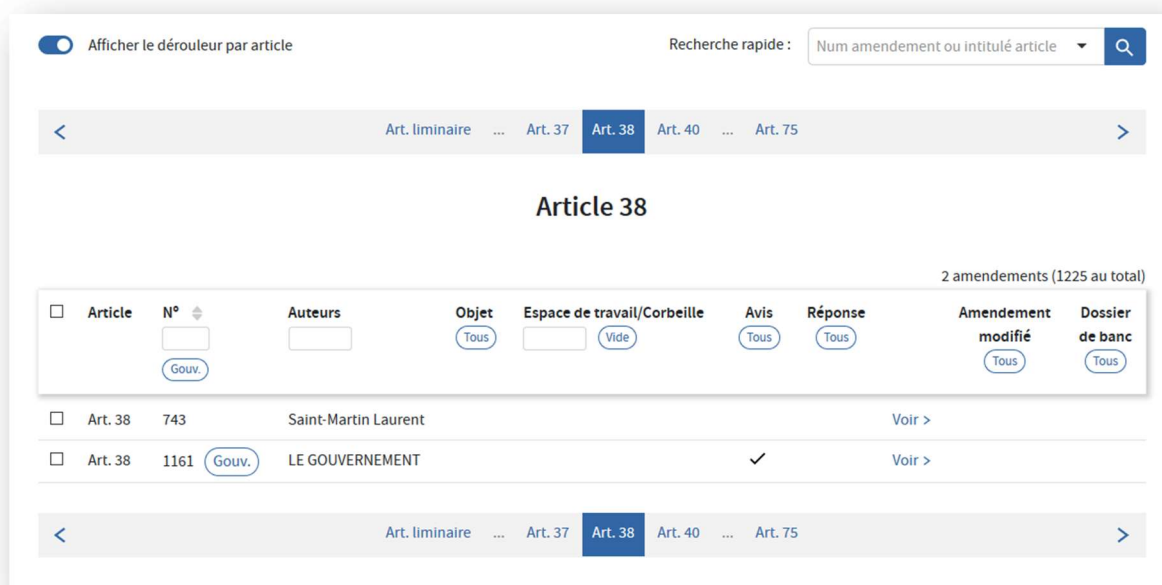 Afficher le dérouleur par article Recherche rapide : Num amendement ou intitulé article
< Art. liminaire ... Art. 37 Art. 38 Art. 40 ... Art. 75 >
Article 38
2 amendements (1225 au total)
Article N° Auteurs Objet Espace de travail/Corbeille Avis Réponse Amendement modifié Dossier de banc
Tous Vide Tous Tous Tous Tous
Gouv.
Art. 38 743 Saint-Martin Laurent Voir >
Art. 38 1161 Gouv. LE GOUVERNEMENT ✓ Voir >
< Art. liminaire ... Art. 37 Art. 38 Art. 40 ... Art. 75 >